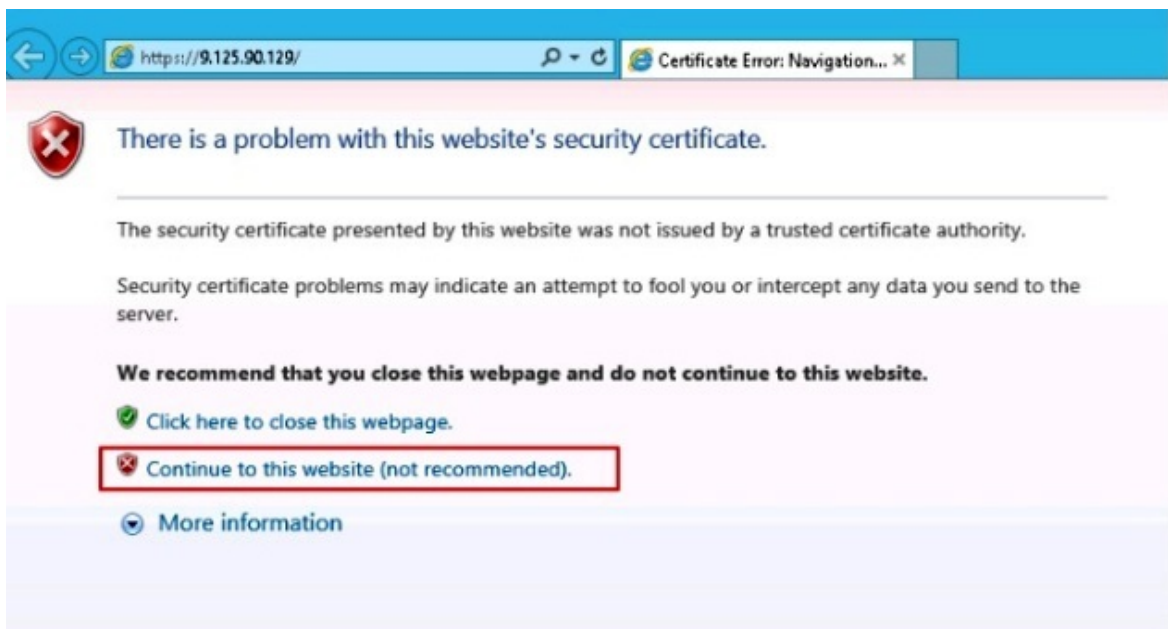 https://9.125.90.129/
Certificate Error: Navigation...
There is a problem with this website's security certificate.
The security certificate presented by this website was not issued by a trusted certificate authority.
Security certificate problems may indicate an attempt to fool you or intercept any data you send to the
server.
We recommend that you close this webpage and do not continue to this website.
Click here to close this webpage.
Continue to this website (not recommended).
More information